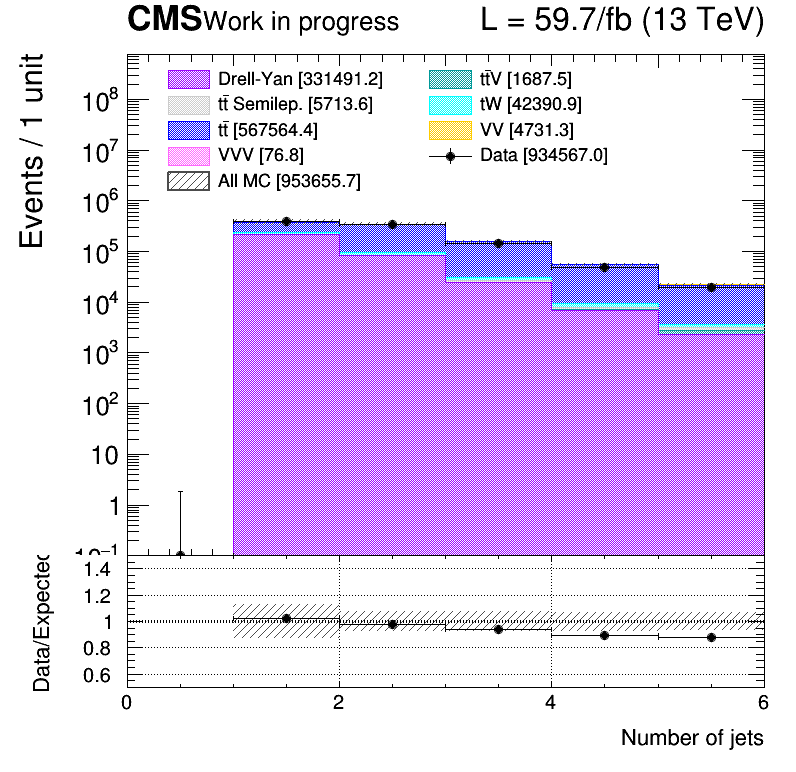 CMS Work in progress L = 59.7/fb (13 TeV)
Events / 1 unit
Drell-Yan [331491.2] tt̄V [1687.5]
tt̄ Semilep. [5713.6] tW [42390.9]
tt̄ [567564.4] VV [4731.3]
VVV [76.8] Data [934567.0]
All MC [953655.7]
10⁸
10⁷
10⁶
10⁵
10⁴
10³
10²
10
1
10⁻¹
Data/Expected
1.4
1.2
1
0.8
0.6
0 2 4 6
Number of jets